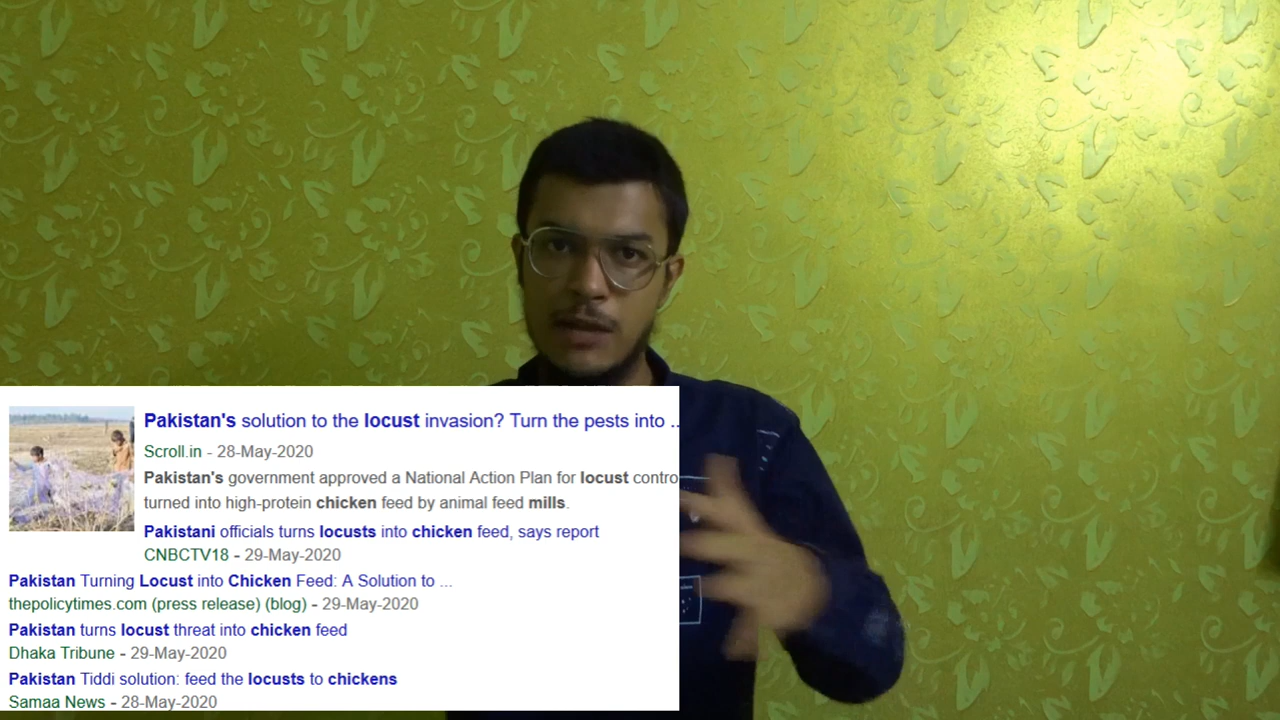 Pakistan's solution to the locust invasion? Turn the pests into ..
Scroll.in - 28-May-2020
Pakistan's government approved a National Action Plan for locust contro
turned into high-protein chicken feed by animal feed mills.
Pakistani officials turns locusts into chicken feed, says report
CNBCTV18 - 29-May-2020
Pakistan Turning Locust into Chicken Feed: A Solution to ...
thepolicytimes.com (press release) (blog) - 29-May-2020
Pakistan turns locust threat into chicken feed
Dhaka Tribune - 29-May-2020
Pakistan Tiddi solution: feed the locusts to chickens
Samaa News - 28-May-2020